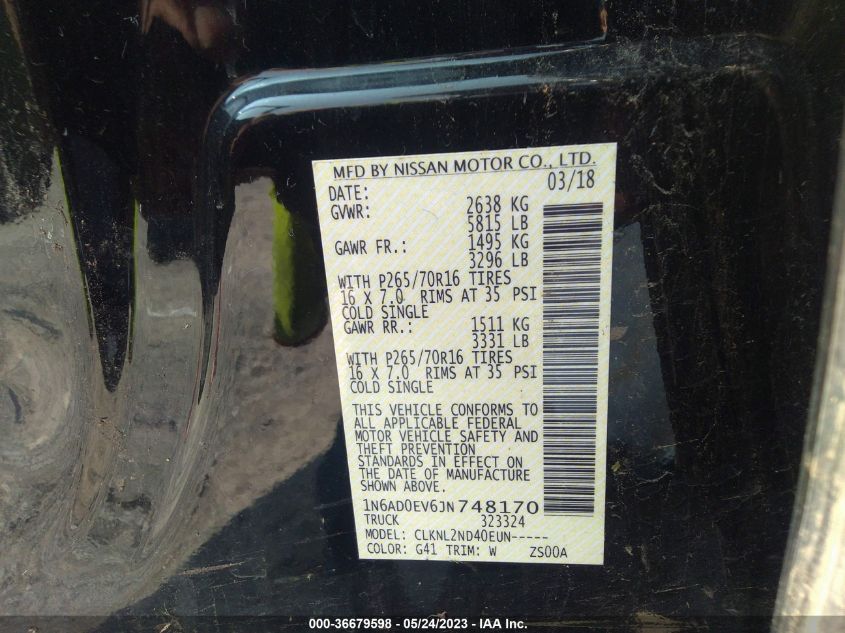 MFD BY NISSAN MOTOR CO., LTD.
DATE: 03/18
GVWR: 2638 KG
5815 LB
GAWR FR.: 1495 KG
3296 LB
WITH P265/70R16 TIRES
16 X 7.0 RIMS AT 35 PSI
COLD SINGLE
GAWR RR.: 1511 KG
3331 LB
WITH P265/70R16 TIRES
16 X 7.0 RIMS AT 35 PSI
COLD SINGLE
THIS VEHICLE CONFORMS TO
ALL APPLICABLE FEDERAL
MOTOR VEHICLE SAFETY AND
THEFT PREVENTION
STANDARDS IN EFFECT ON
THE DATE OF MANUFACTURE
SHOWN ABOVE.
1N6AD0EV6JN748170
TRUCK 323324
MODEL: CLKNL2ND40EUN-----
COLOR: G41 TRIM: W ZS00A
000-36679598 - 05/24/2023 - IAA Inc.